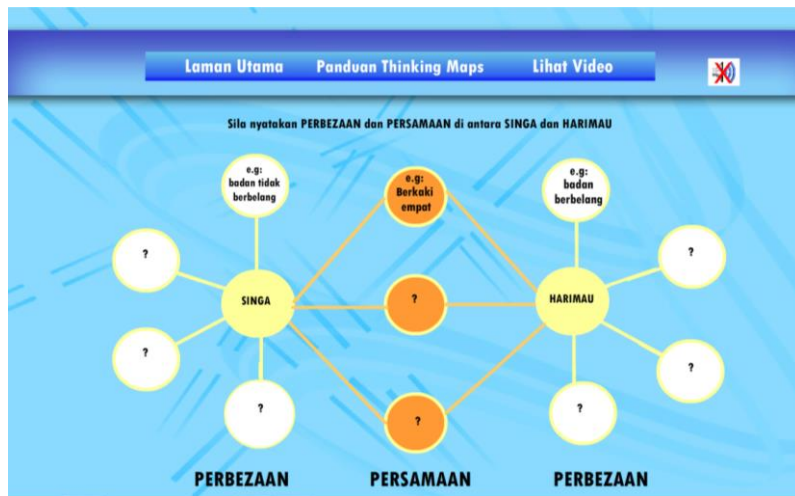 Laman Utama Panduan Thinking Maps Lihat Video
Sila nyatakan PERBEZAAN dan PERSAMAAN di antara SINGA dan HARIMAU
e.g:
badan tidak
berbelang
e.g:
Berkaki
empat
e.g:
badan
berbelang
?
?
SINGA
?
HARIMAU
?
?
?
?
?
PERBEZAAN PERSAMAAN PERBEZAAN